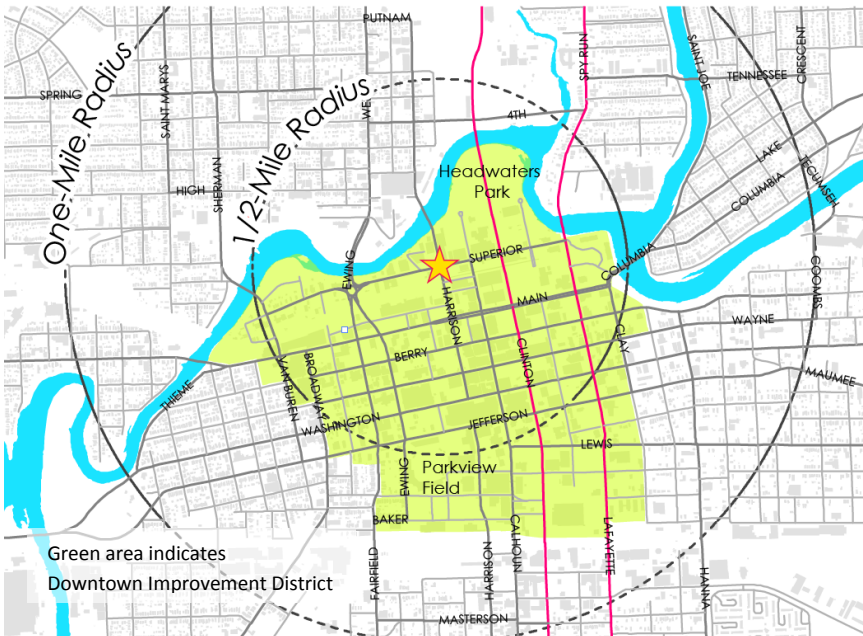 PUTNAM
SPY RUN
SAINT JOE
CRESCENT
TENNESSEE
SPRING
SAINT MARYS
One-Mile Radius
1/2-Mile Radius
WE
4TH
LAKE
COLUMBIA
TECUMSEH
HIGH
SHERMAN
Headwaters
Park
EWING
SUPERIOR
COLUMBIA
COOMBS
HARRISON
MAIN
WAYNE
CLAY
BERRY
CLINTON
VAN BUREN
BROADWAY
THIEME
MAUMEE
WASHINGTON
JEFFERSON
LEWIS
Parkview
Field
EWING
BAKER
FAIRFIELD
HARRISON
CALHOUN
LAFAYETTE
HANNA
Green area indicates
Downtown Improvement District
MASTERSON